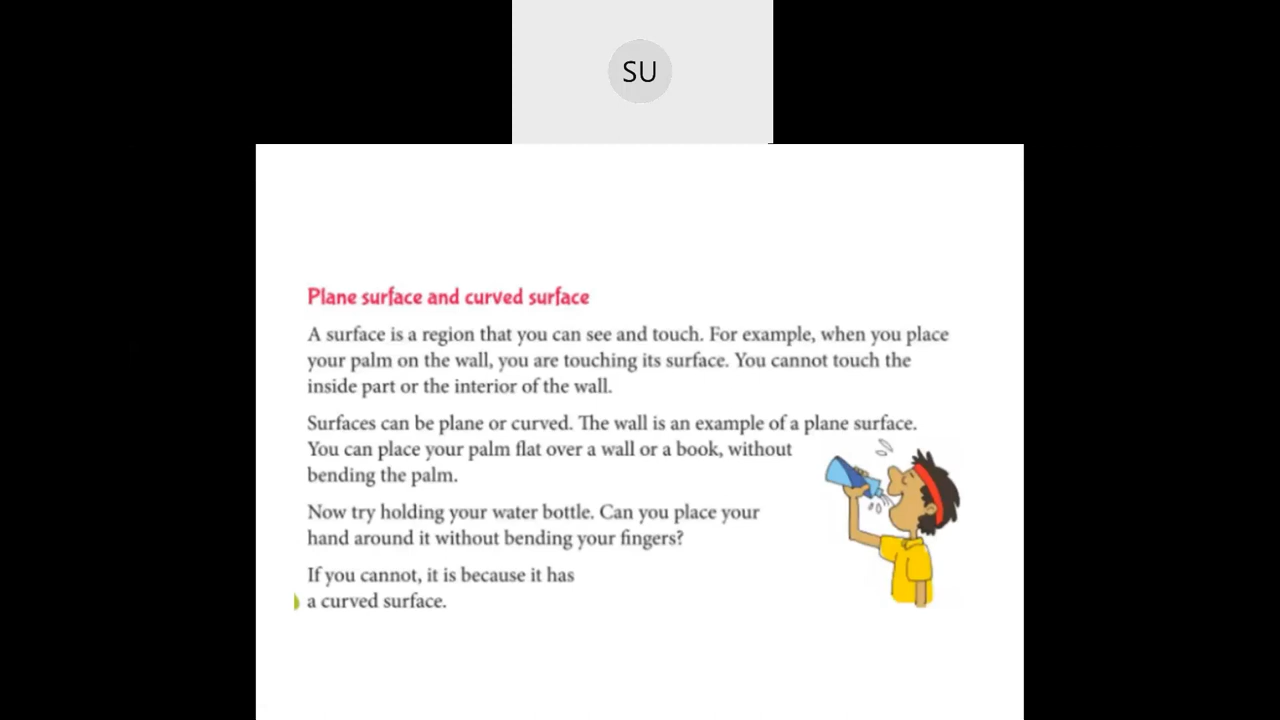 SU
Plane surface and curved surface
A surface is a region that you can see and touch. For example, when you place
your palm on the wall, you are touching its surface. You cannot touch the
inside part or the interior of the wall.
Surfaces can be plane or curved. The wall is an example of a plane surface.
You can place your palm flat over a wall or a book, without
bending the palm.
Now try holding your water bottle. Can you place your
hand around it without bending your fingers?
If you cannot, it is because it has
a curved surface.